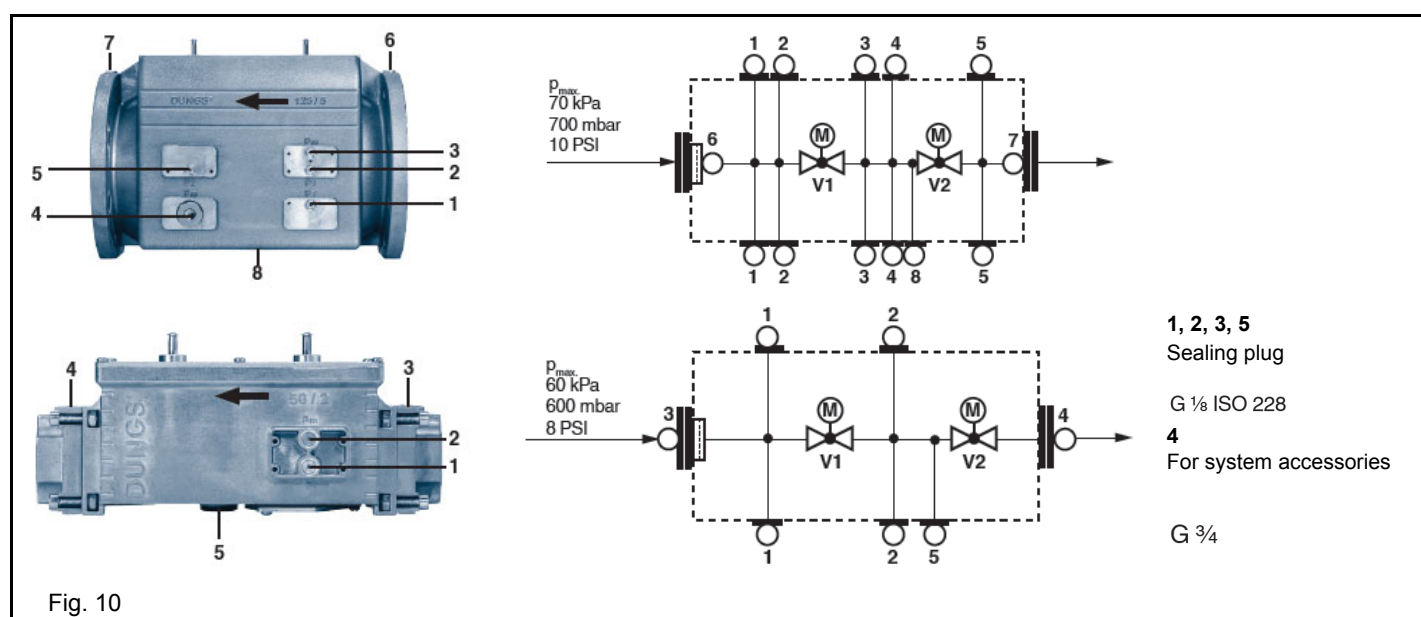 7
6
DUNGS
125/5
3
2
5
1
4
8
1 2 3 4 5
pmax.
70 kPa
700 mbar
10 PSI
6
M
M
7
V1
V2
1 2 3 4 8 5
4
3
DUNGS
50 / 2
2
1
5
1 2
pmax.
60 kPa
600 mbar
8 PSI
3
M
M
4
V1
V2
1 2 5
1, 2, 3, 5
Sealing plug
G ⅛ ISO 228
4
For system accessories
G ¾
Fig. 10